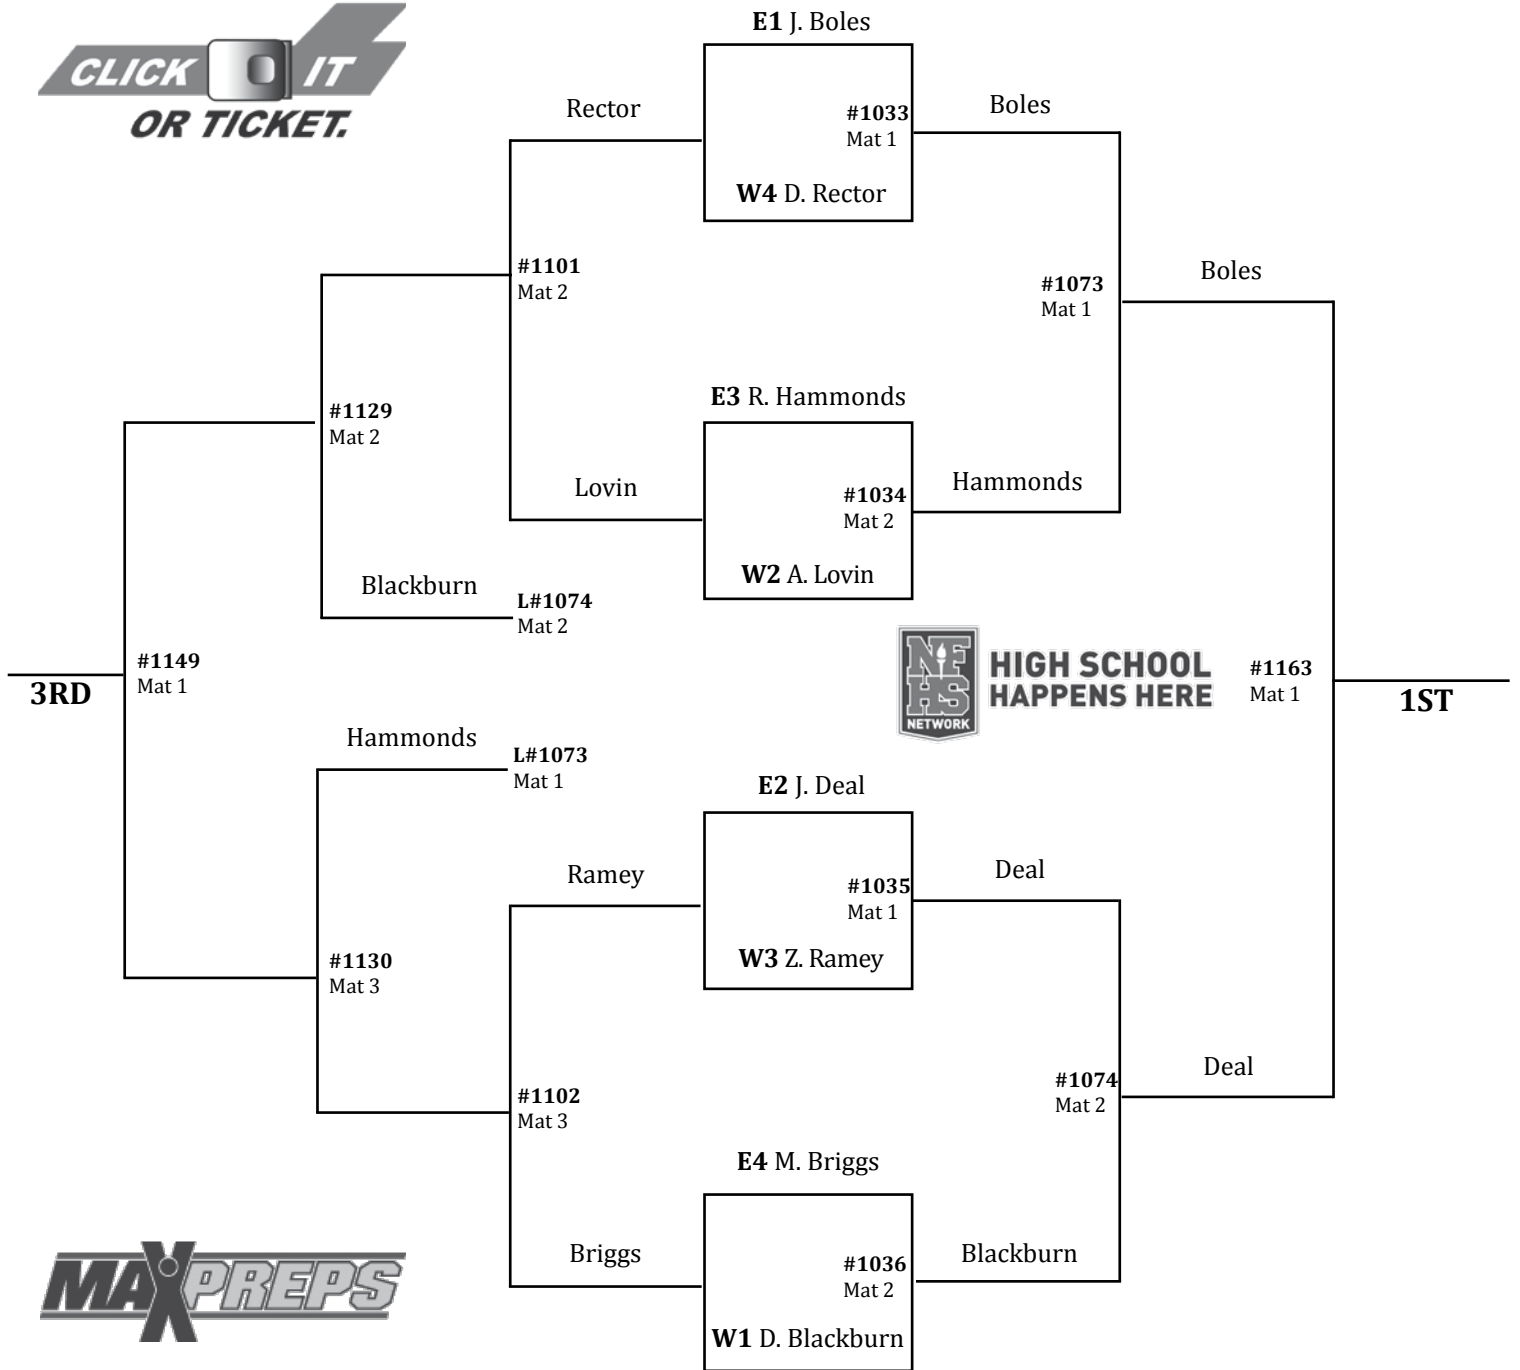 E1 J. Boles
CLICK IT
OR TICKET.
Rector
#1033
Mat 1
Boles
W4 D. Rector
#1101
Mat 2
#1073
Mat 1
Boles
E3 R. Hammonds
#1129
Mat 2
Lovin
#1034
Mat 2
Hammonds
W2 A. Lovin
Blackburn
L#1074
Mat 2
#1149
Mat 1
3RD
NFHS
NETWORK
HIGH SCHOOL
HAPPENS HERE
#1163
Mat 1
1ST
Hammonds
L#1073
Mat 1
E2 J. Deal
Ramey
#1035
Mat 1
Deal
W3 Z. Ramey
#1130
Mat 3
#1102
Mat 3
#1074
Mat 2
Deal
E4 M. Briggs
Briggs
#1036
Mat 2
Blackburn
W1 D. Blackburn
MAXPREPS